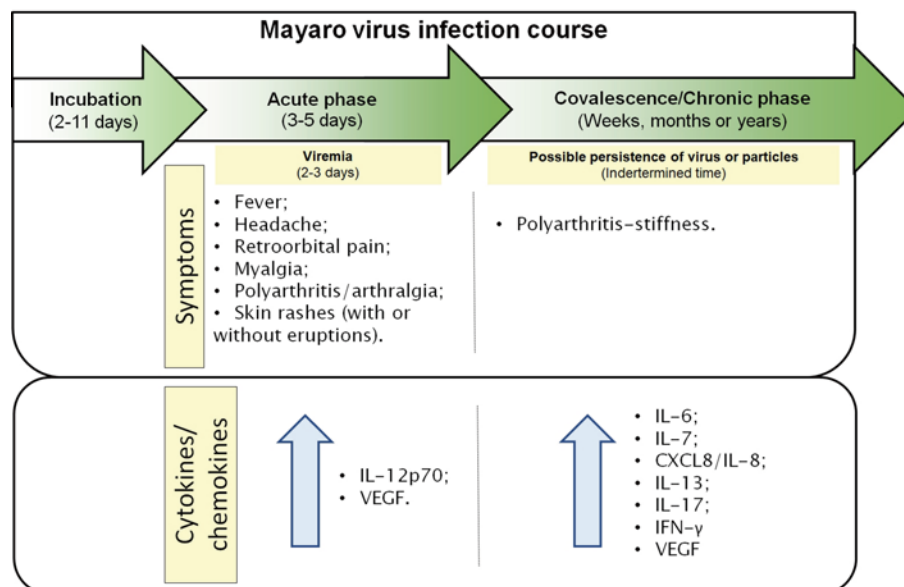 Mayaro virus infection course
Incubation
(2-11 days)
Acute phase
(3-5 days)
Covalescence/Chronic phase
(Weeks, months or years)
Viremia
(2-3 days)
Possible persistence of virus or particles
(Indertermined time)
Symptoms
• Fever;
• Headache;
• Retroorbital pain;
• Myalgia;
• Polyarthritis/arthralgia;
• Skin rashes (with or
without eruptions).
• Polyarthritis-stiffness.
Cytokines/
chemokines
• IL-12p70;
• VEGF.
• IL-6;
• IL-7;
• CXCL8/IL-8;
• IL-13;
• IL-17;
• IFN-γ
• VEGF